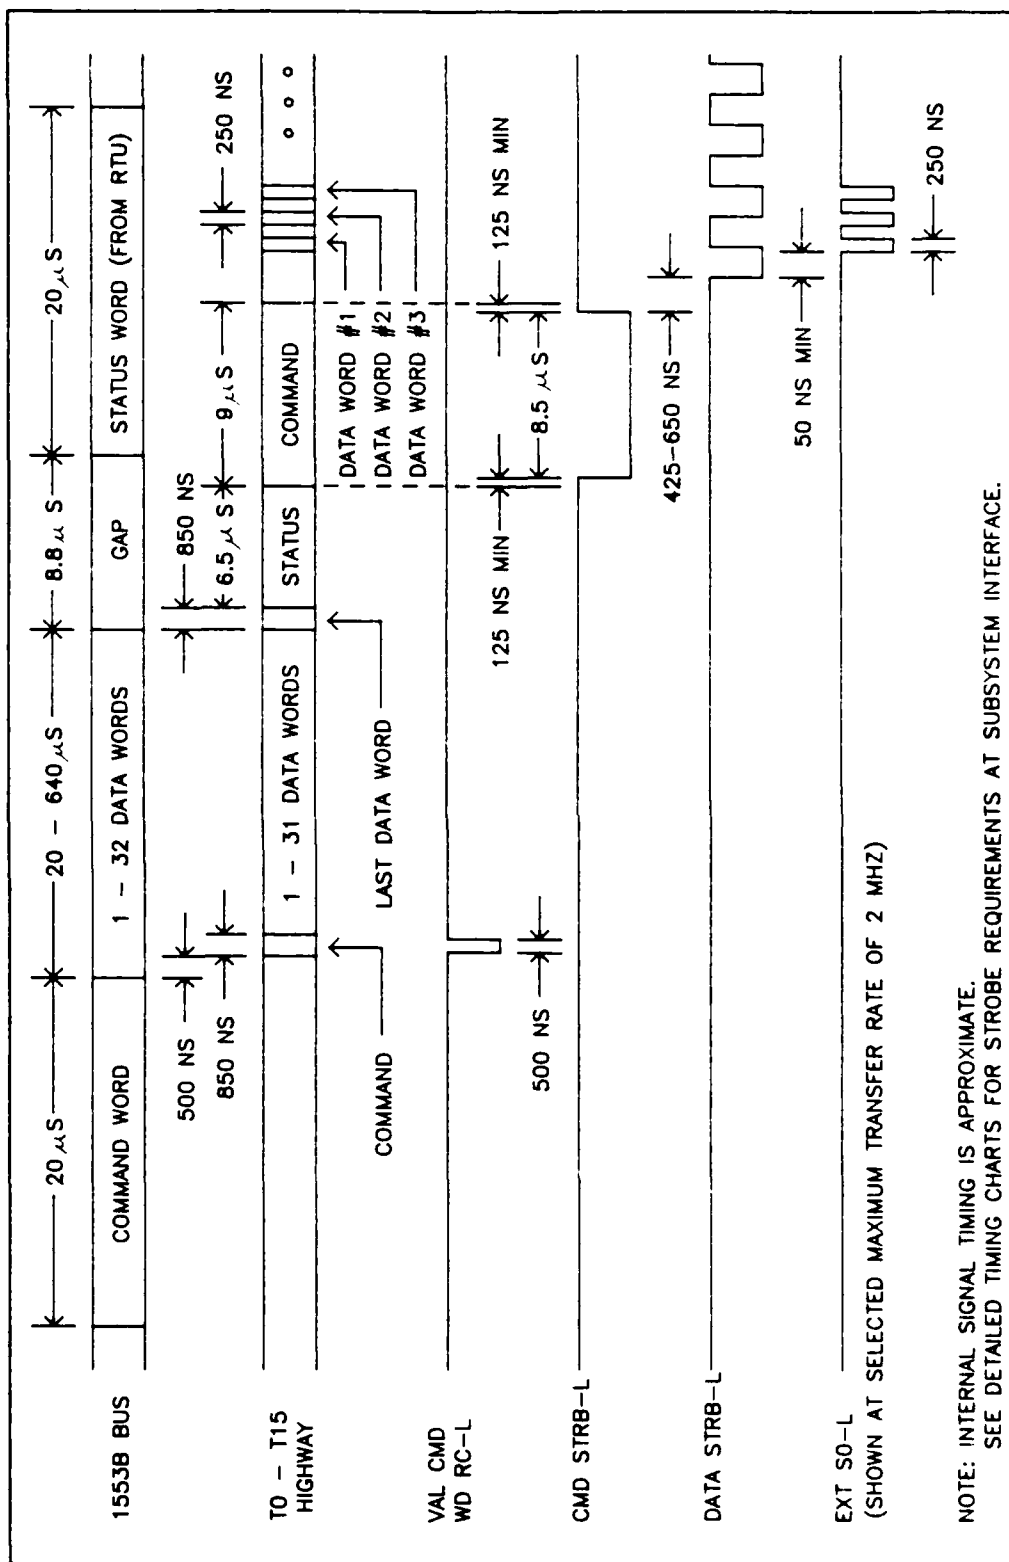 20 μS
20 – 640 μS
8.8 μS
20 μS
1553B BUS
COMMAND WORD
1 – 32 DATA WORDS
GAP
STATUS WORD (FROM RTU)
500 NS
850 NS
850 NS
6.5 μS
9 μS
250 NS
TO – T15
HIGHWAY
1 – 31 DATA WORDS
STATUS
COMMAND
COMMAND
LAST DATA WORD
DATA WORD #1
DATA WORD #2
DATA WORD #3
VAL CMD
WD RC–L
500 NS
125 NS MIN
8.5 μS
125 NS MIN
CMD STRB–L
425–650 NS
DATA STRB–L
50 NS MIN
EXT SO–L
(SHOWN AT SELECTED MAXIMUM TRANSFER RATE OF 2 MHZ)
250 NS
NOTE: INTERNAL SIGNAL TIMING IS APPROXIMATE.
SEE DETAILED TIMING CHARTS FOR STROBE REQUIREMENTS AT SUBSYSTEM INTERFACE.